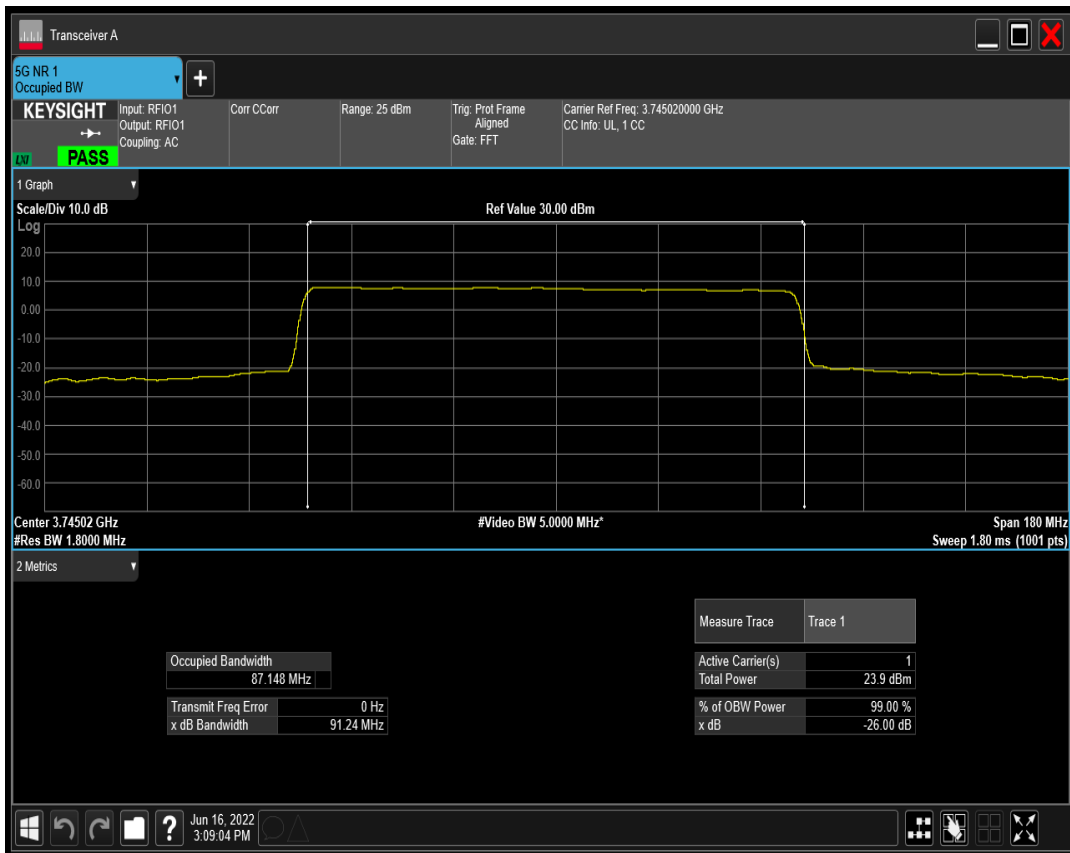 Transceiver A
5G NR 1
Occupied BW
+
KEYSIGHT
LXI
PASS
Input: RFIO1
Output: RFIO1
Coupling: AC
Corr CCorr
Range: 25 dBm
Trig: Prot Frame
Aligned
Gate: FFT
Carrier Ref Freq: 3.745020000 GHz
CC Info: UL, 1 CC
1 Graph
Scale/Div 10.0 dB
Ref Value 30.00 dBm
Log
20.0
10.0
0.00
-10.0
-20.0
-30.0
-40.0
-50.0
-60.0
Center 3.74502 GHz
#Video BW 5.0000 MHz*
Span 180 MHz
#Res BW 1.8000 MHz
Sweep 1.80 ms (1001 pts)
2 Metrics
Measure Trace Trace 1
Occupied Bandwidth
87.148 MHz
Active Carrier(s) 1
Total Power 23.9 dBm
Transmit Freq Error 0 Hz
x dB Bandwidth 91.24 MHz
% of OBW Power 99.00 %
x dB -26.00 dB
?
Jun 16, 2022
3:09:04 PM